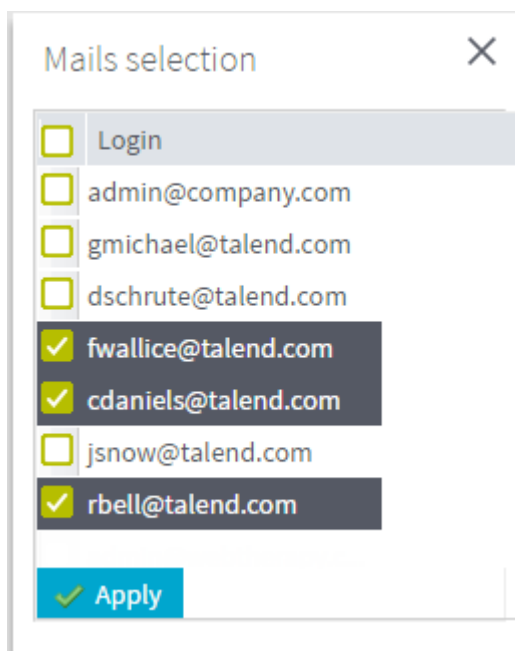 Mails selection
Login
admin@company.com
gmichael@talend.com
dschrute@talend.com
fwallice@talend.com
cdaniels@talend.com
jsnow@talend.com
rbell@talend.com
Apply